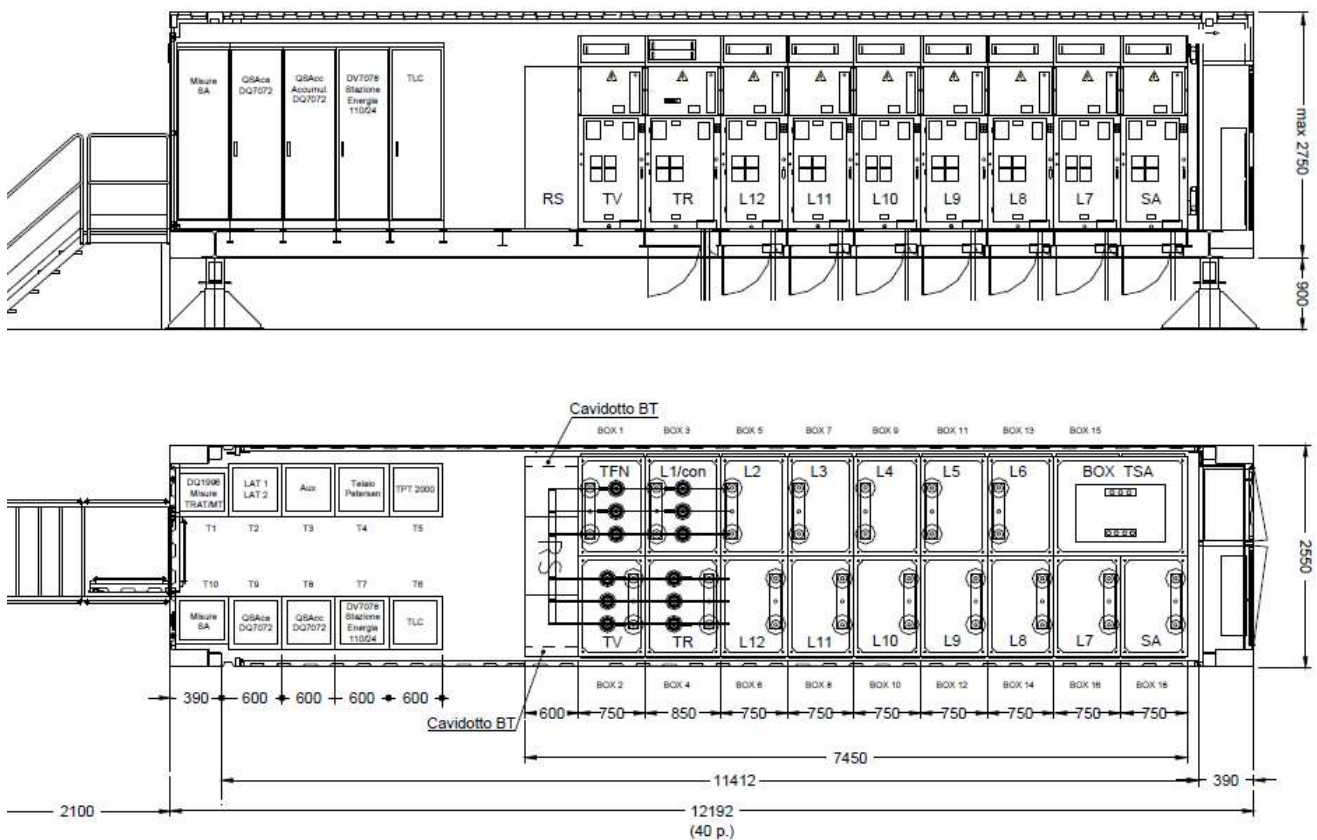 Misure
SA
QSAca
DQ7072
QSAcc
Accumul.
DQ7072
DV7078
Stazione
Energia
110/24
TLC
RS
TV
TR
L12
L11
L10
L9
L8
L7
SA
max 2750
900
Cavidotto BT
BOX 1
BOX 3
BOX 5
BOX 7
BOX 9
BOX 11
BOX 13
BOX 15
DQ1996
Misure
TRAT/MT
LAT 1
LAT 2
Aux
Telaio
Petersen
TPT 2000
TFN
L1/con
L2
L3
L4
L5
L6
BOX TSA
T1
T2
T3
T4
T5
RS
2550
T10
T9
T8
T7
T6
Misure
SA
QSAca
DQ7072
QSAcc
DQ7072
DV7078
Stazione
Energia
110/24
TLC
TV
TR
L12
L11
L10
L9
L8
L7
SA
BOX 2
BOX 4
BOX 6
BOX 8
BOX 10
BOX 12
BOX 14
BOX 16
BOX 18
390
600
600
600
600
Cavidotto BT
600
750
850
750
750
750
750
750
750
750
7450
11412
390
2100
12192
(40 p.)